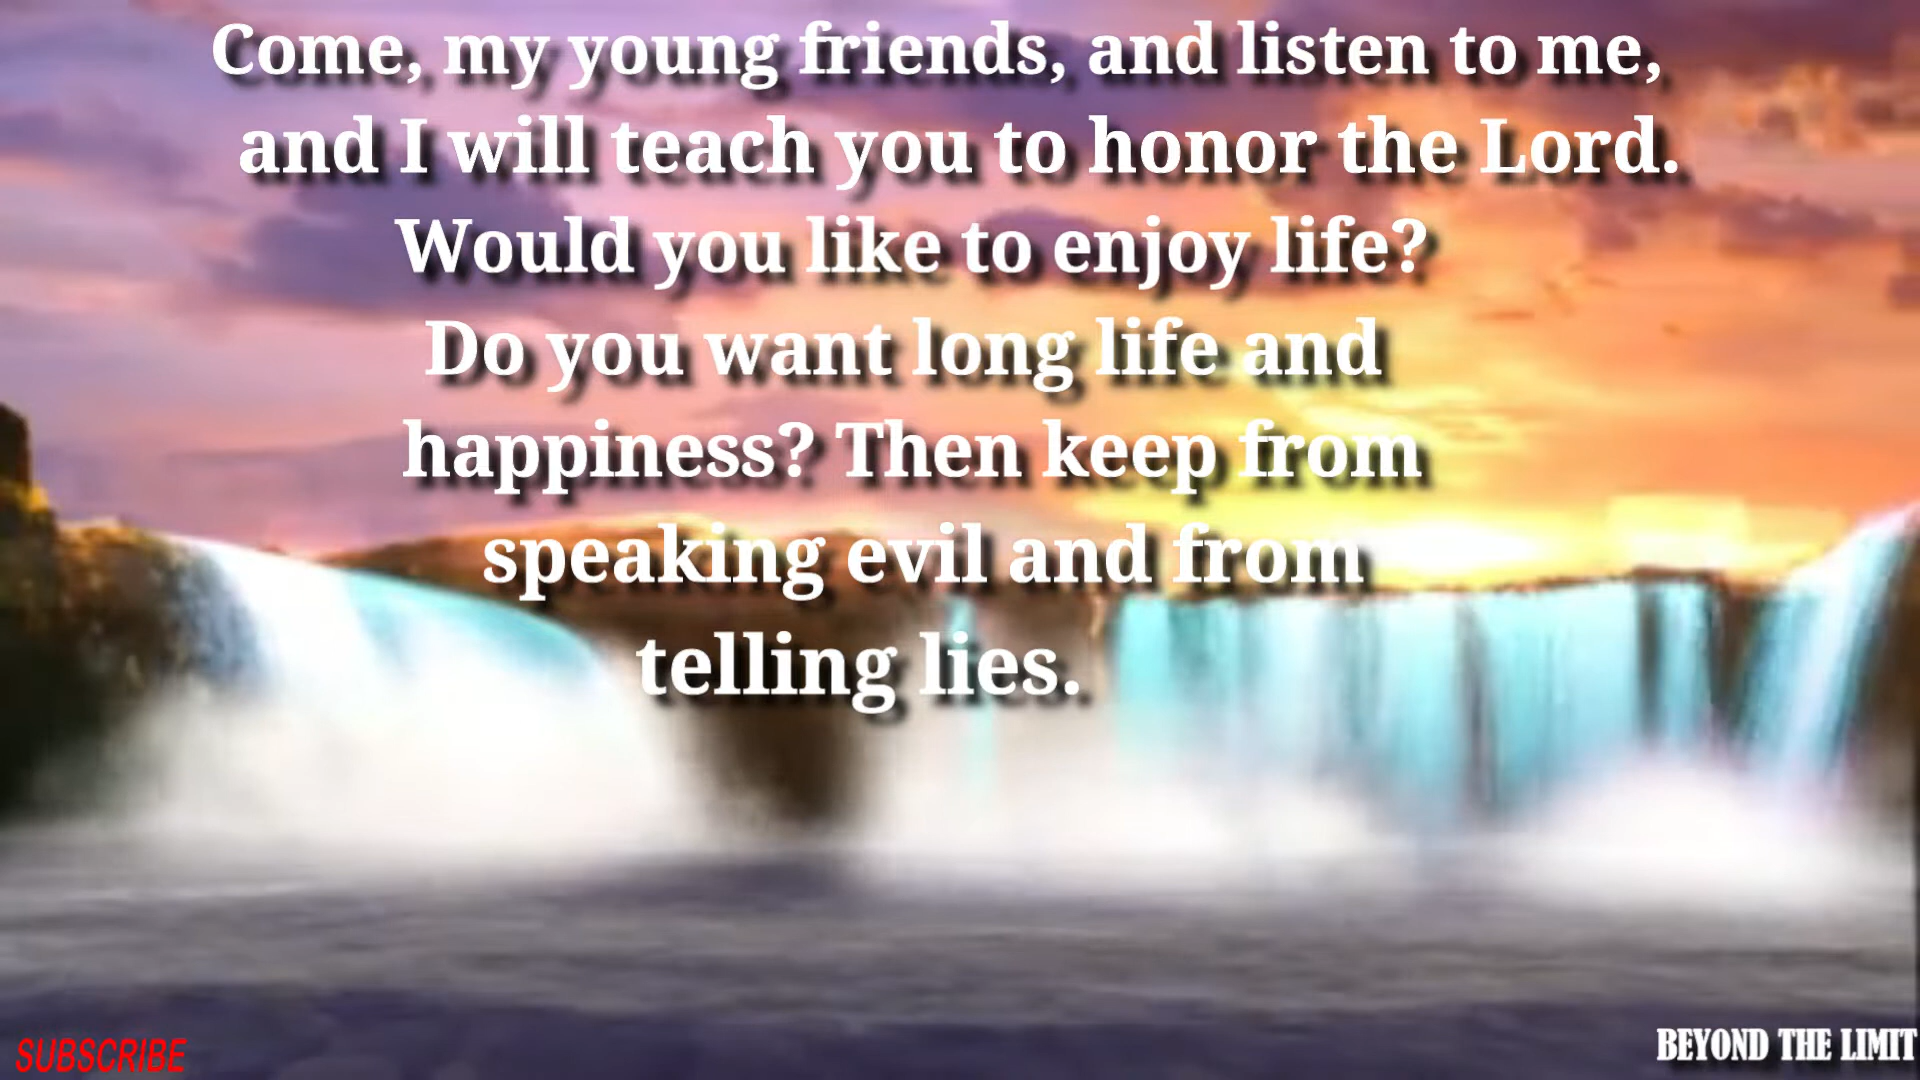 Come, my young friends, and listen to me,
and I will teach you to honor the Lord.
Would you like to enjoy life?
Do you want long life and
happiness? Then keep from
speaking evil and from
telling lies.
SUBSCRIBE
BEYOND THE LIMIT